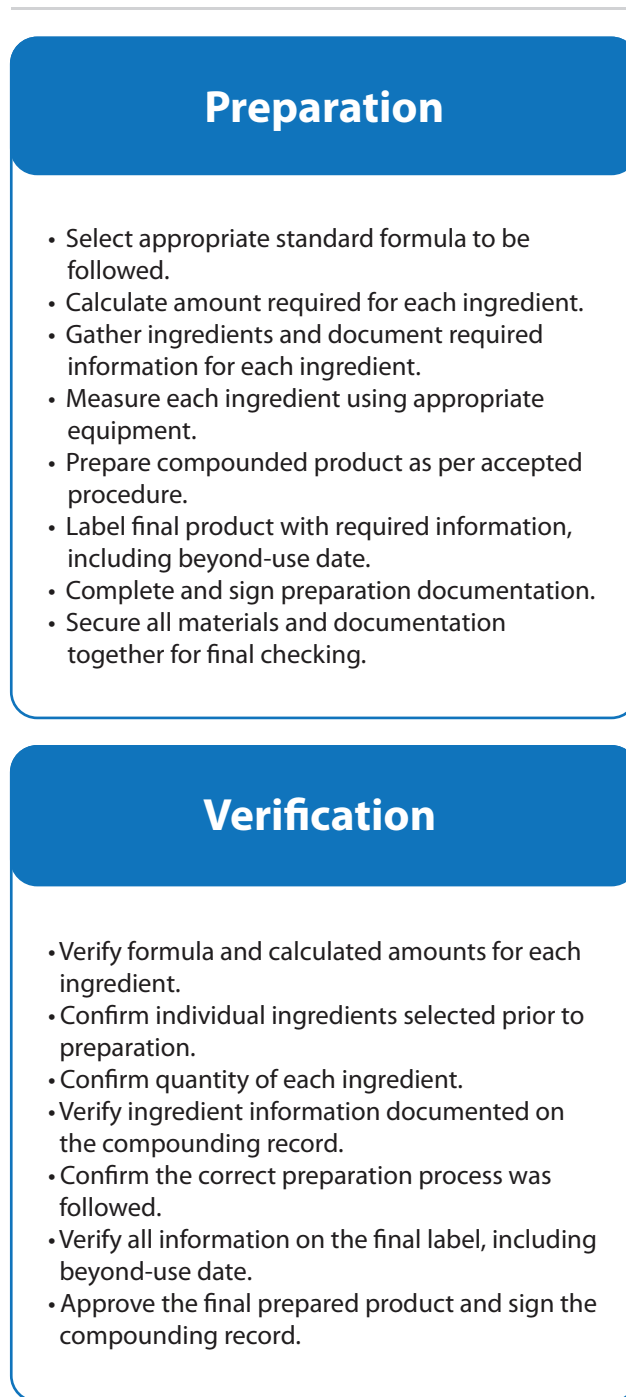 Preparation
• Select appropriate standard formula to be
followed.
• Calculate amount required for each ingredient.
• Gather ingredients and document required
information for each ingredient.
• Measure each ingredient using appropriate
equipment.
• Prepare compounded product as per accepted
procedure.
• Label final product with required information,
including beyond-use date.
• Complete and sign preparation documentation.
• Secure all materials and documentation
together for final checking.
Verification
• Verify formula and calculated amounts for each
ingredient.
• Confirm individual ingredients selected prior to
preparation.
• Confirm quantity of each ingredient.
• Verify ingredient information documented on
the compounding record.
• Confirm the correct preparation process was
followed.
• Verify all information on the final label, including
beyond-use date.
• Approve the final prepared product and sign the
compounding record.